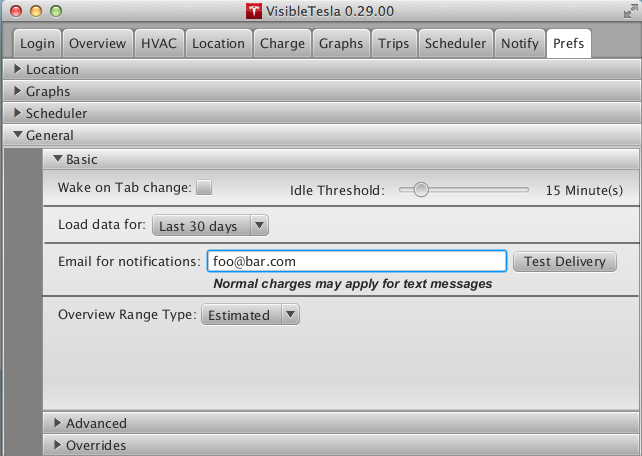 VisibleTesla 0.29.00
Login Overview HVAC Location Charge Graphs Trips Scheduler Notify Prefs
Location
Graphs
Scheduler
General
Basic
Wake on Tab change: Idle Threshold: 15 Minute(s)
Load data for: Last 30 days
Email for notifications: foo@bar.com Test Delivery
Normal charges may apply for text messages
Overview Range Type: Estimated
Advanced
Overrides